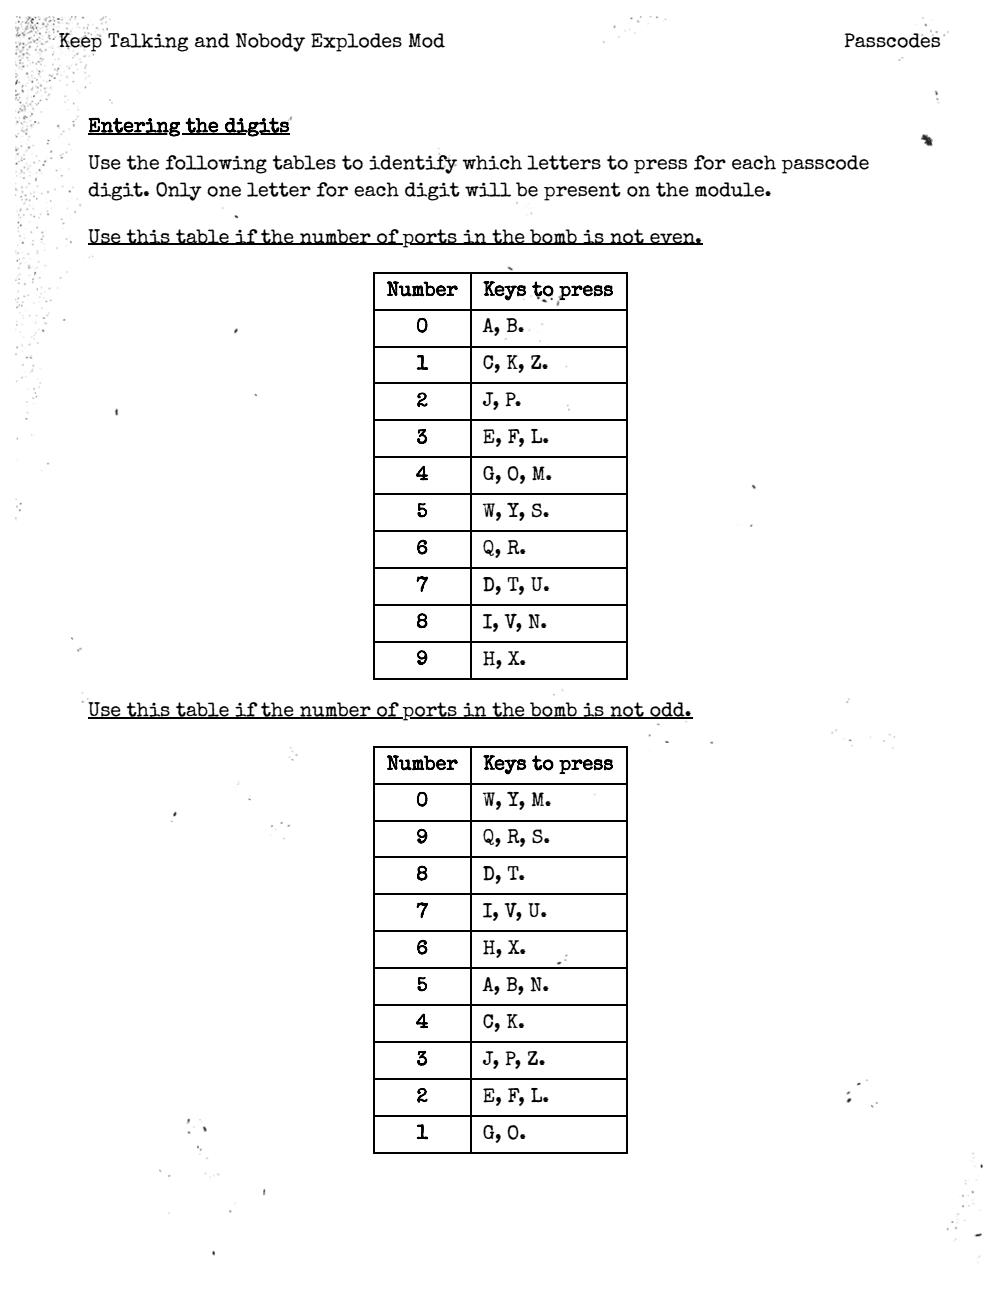 Keep Talking and Nobody Explodes Mod Passcodes
Entering the digits
Use the following tables to identify which letters to press for each passcode
digit. Only one letter for each digit will be present on the module.
Use this table if the number of ports in the bomb is not even.
Number Keys to press
0 A, B.
1 C, K, Z.
2 J, P.
3 E, F, L.
4 G, O, M.
5 W, Y, S.
6 Q, R.
7 D, T, U.
8 I, V, N.
9 H, X.
Use this table if the number of ports in the bomb is not odd.
Number Keys to press
0 W, Y, M.
9 Q, R, S.
8 D, T.
7 I, V, U.
6 H, X.
5 A, B, N.
4 C, K.
3 J, P, Z.
2 E, F, L.
1 G, O.